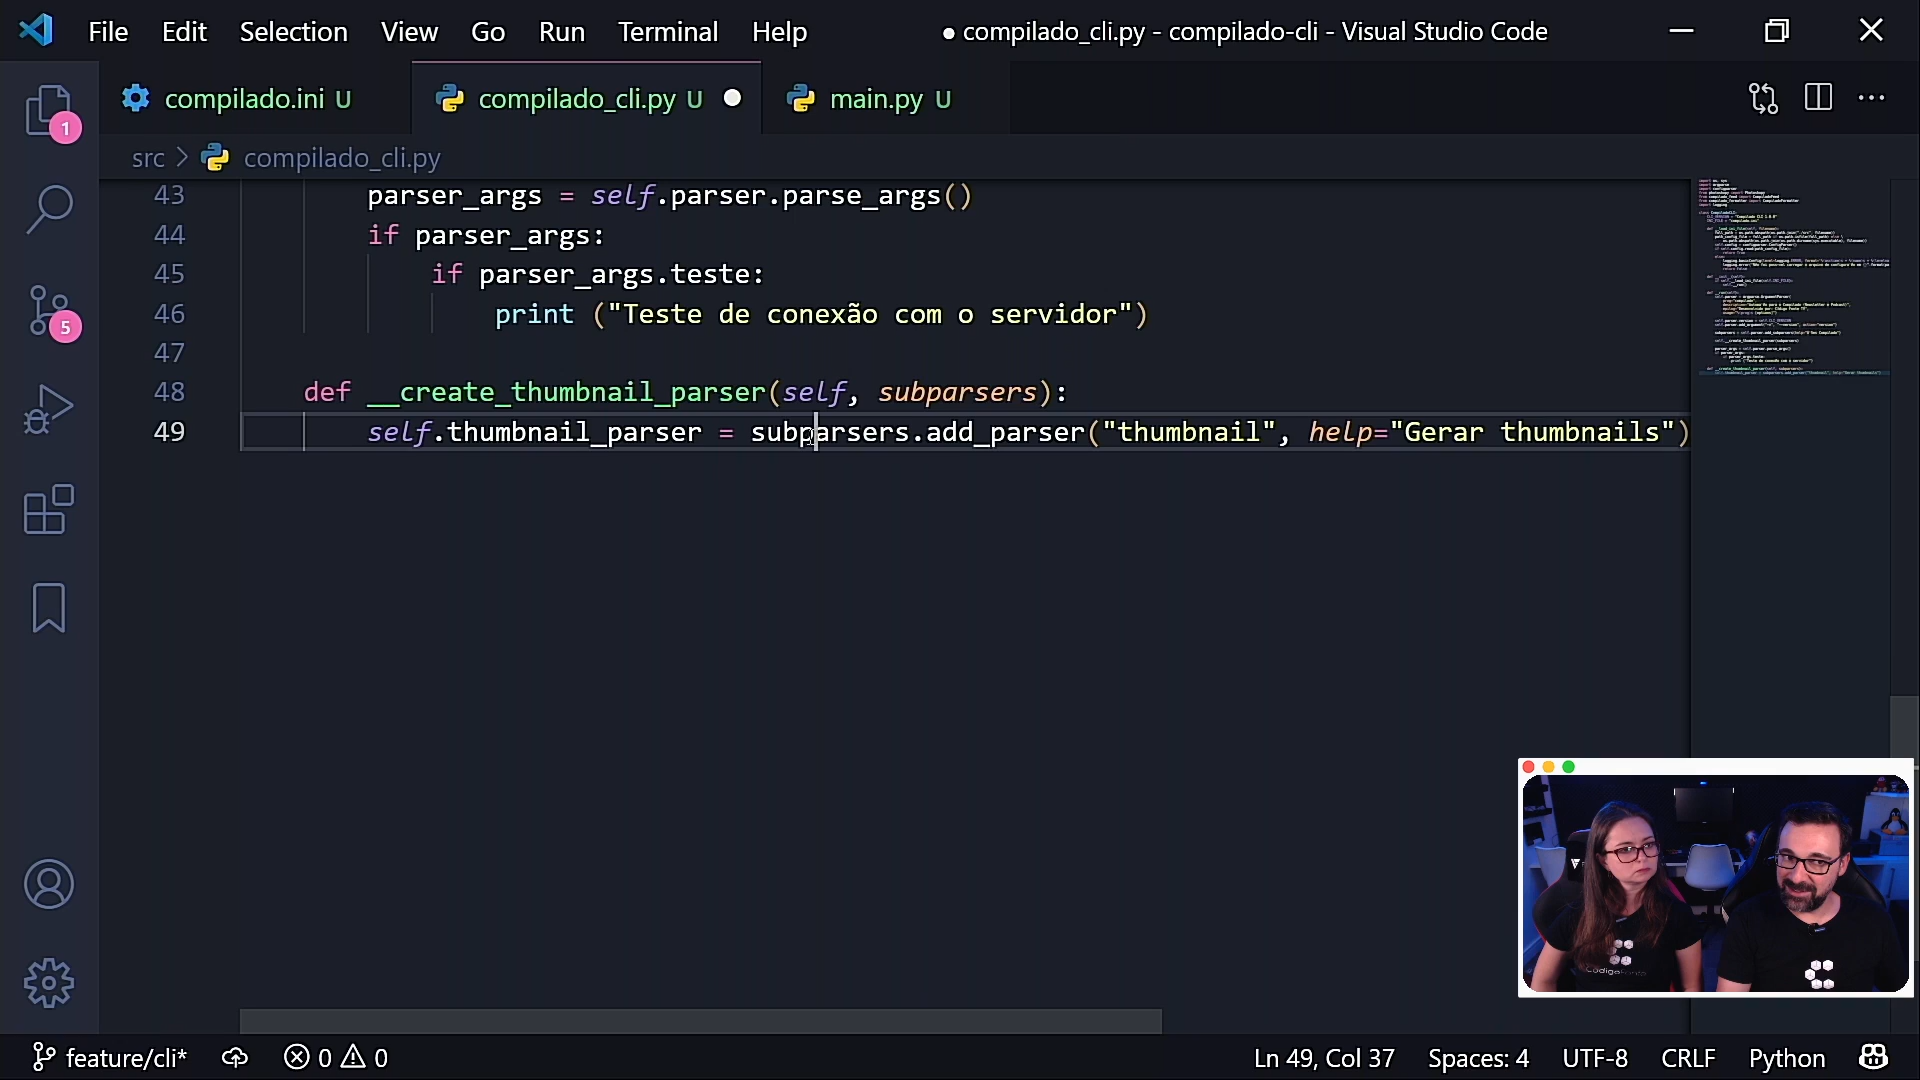 File Edit Selection View Go Run Terminal Help
● compilado_cli.py - compilado-cli - Visual Studio Code
compilado.ini U
compilado_cli.py U
main.py U
src > compilado_cli.py
43 parser_args = self.parser.parse_args()
44 if parser_args:
45 if parser_args.teste:
46 print ("Teste de conexão com o servidor")
47
48 def __create_thumbnail_parser(self, subparsers):
49 self.thumbnail_parser = subparsers.add_parser("thumbnail", help="Gerar thumbnails")
1
5
feature/cli* 0 0
Ln 49, Col 37 Spaces: 4 UTF-8 CRLF Python